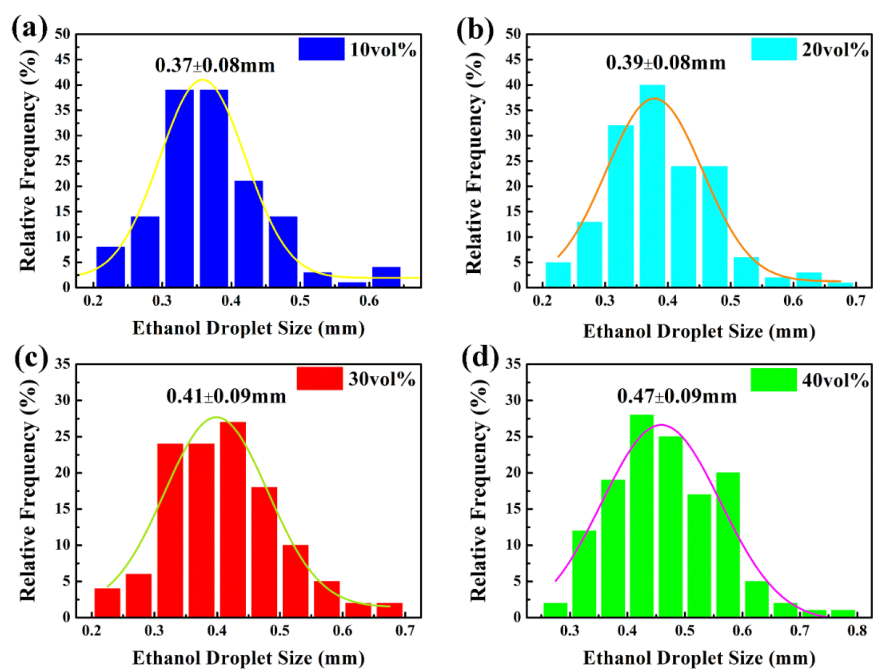 (a)
10vol%
0.37±0.08mm
Relative Frequency (%)
50
45
40
35
30
25
20
15
10
5
0
0.2 0.3 0.4 0.5 0.6
Ethanol Droplet Size (mm)
(b)
20vol%
0.39±0.08mm
Relative Frequency (%)
50
45
40
35
30
25
20
15
10
5
0
0.2 0.3 0.4 0.5 0.6 0.7
Ethanol Droplet Size (mm)
(c)
30vol%
0.41±0.09mm
Relative Frequency (%)
35
30
25
20
15
10
5
0
0.2 0.3 0.4 0.5 0.6 0.7
Ethanol Droplet Size (mm)
(d)
40vol%
0.47±0.09mm
Relative Frequency (%)
35
30
25
20
15
10
5
0
0.3 0.4 0.5 0.6 0.7 0.8
Ethanol Droplet Size (mm)